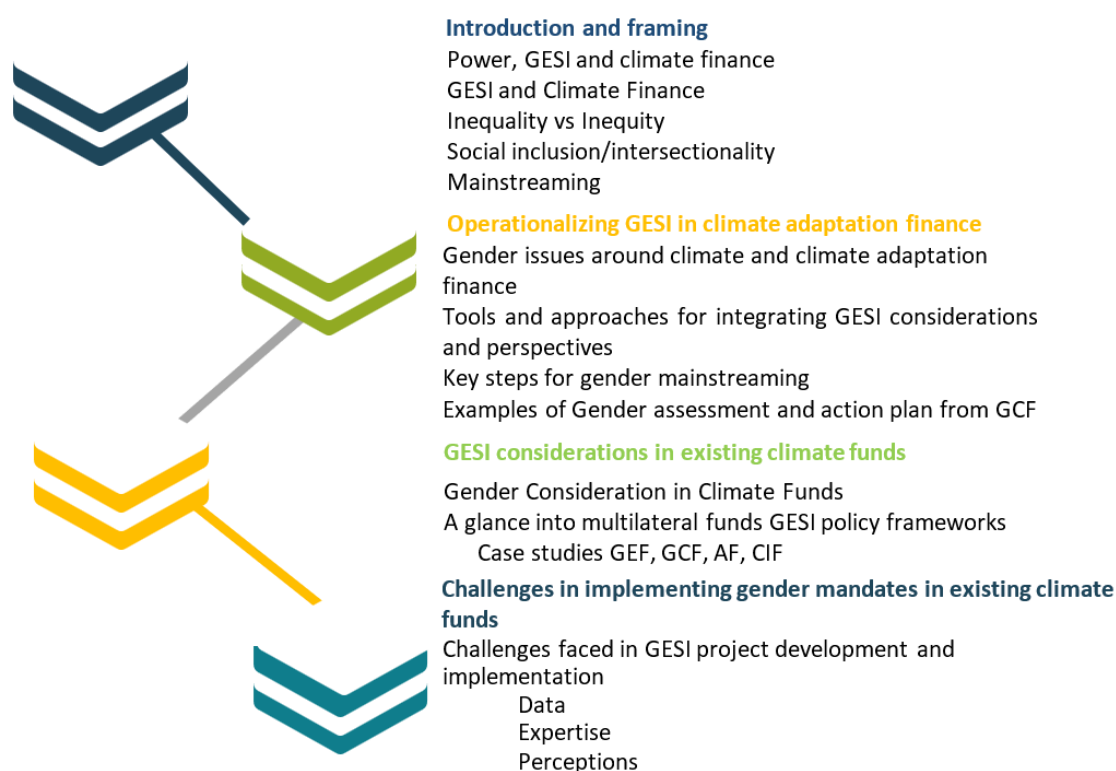 Introduction and framing
Power, GESI and climate finance
GESI and Climate Finance
Inequality vs Inequity
Social inclusion/intersectionality
Mainstreaming
Operationalizing GESI in climate adaptation finance
Gender issues around climate and climate adaptation
finance
Tools and approaches for integrating GESI considerations
and perspectives
Key steps for gender mainstreaming
Examples of Gender assessment and action plan from GCF
GESI considerations in existing climate funds
Gender Consideration in Climate Funds
A glance into multilateral funds GESI policy frameworks
Case studies GEF, GCF, AF, CIF
Challenges in implementing gender mandates in existing climate
funds
Challenges faced in GESI project development and
implementation
Data
Expertise
Perceptions